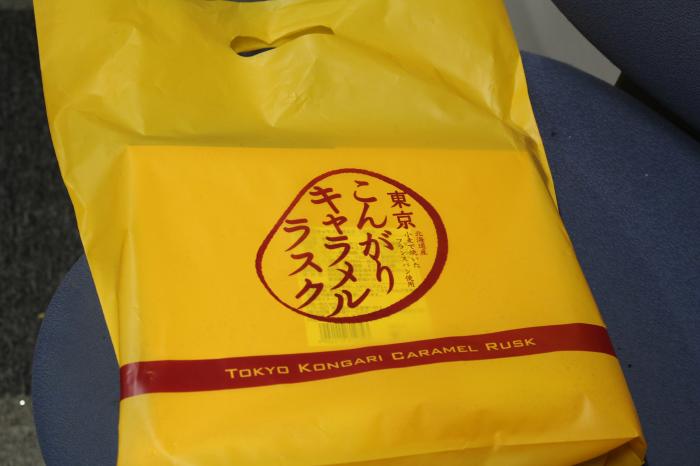 東京
こんがり
キャラメル
ラスク
北海道産
小麦で焼いた
フランスパン使用
TOKYO KONGARI CARAMEL RUSK